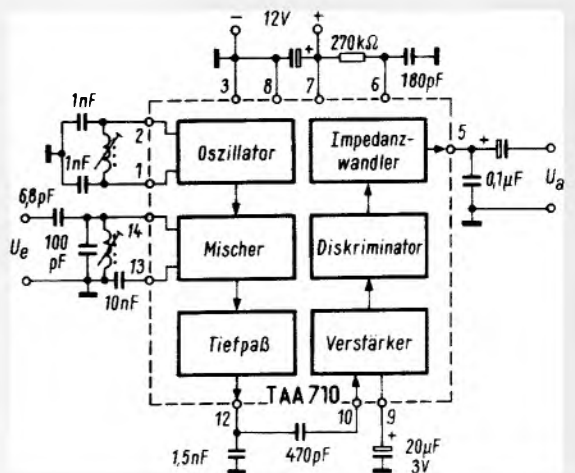 − 12V +
270kΩ
180pF
3 8 7 6
1nF
2
1nF
1
6,8pF
Ue
100 pF
14
13
10nF
Oszillator
Mischer
Tiefpaß
Impedanz-
wandler
Diskriminator
Verstärker
5
+
0,1µF
Ua
TAA 710
12 10 9
1,5nF
470pF
+
20µF
3V